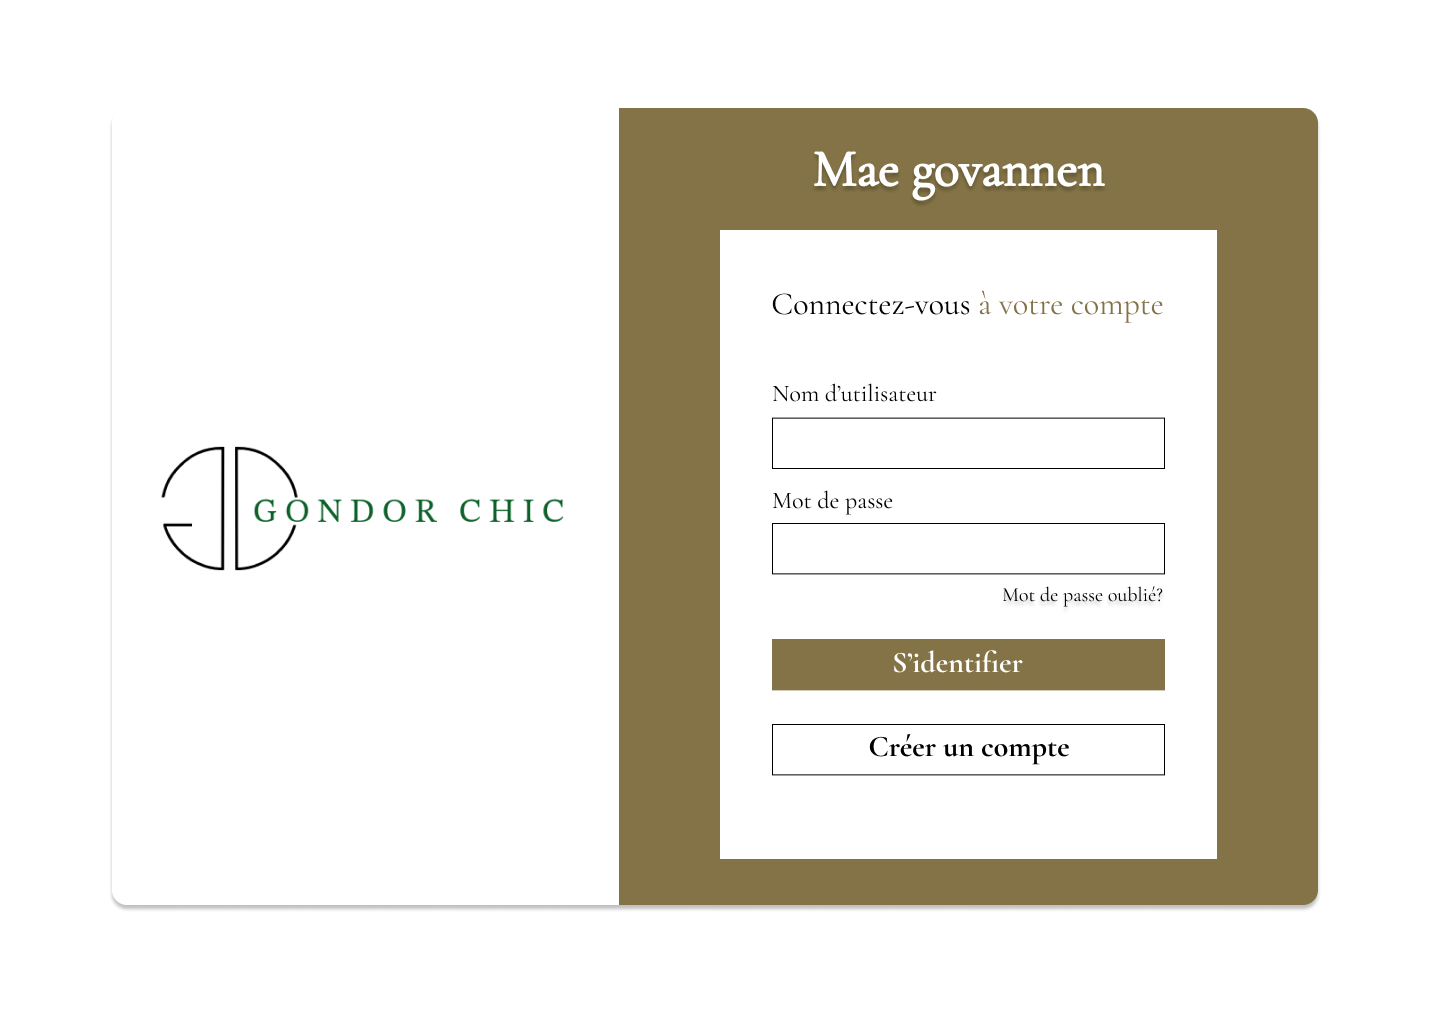 Mae govannen
Connectez-vous à votre compte
Nom d’utilisateur
Mot de passe
Mot de passe oublié?
S’identifier
Créer un compte
GONDOR CHIC